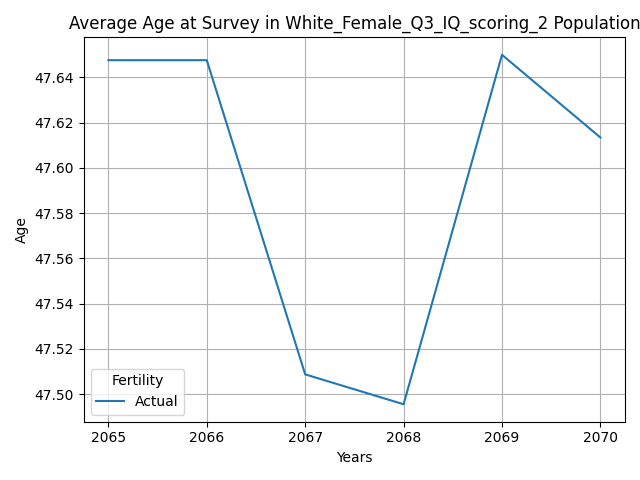 Average Age at Survey in White_Female_Q3_IQ_scoring_2 Population
Age
47.64
47.62
47.60
47.58
47.56
47.54
47.52
47.50
Fertility
Actual
2065 2066 2067 2068 2069 2070
Years